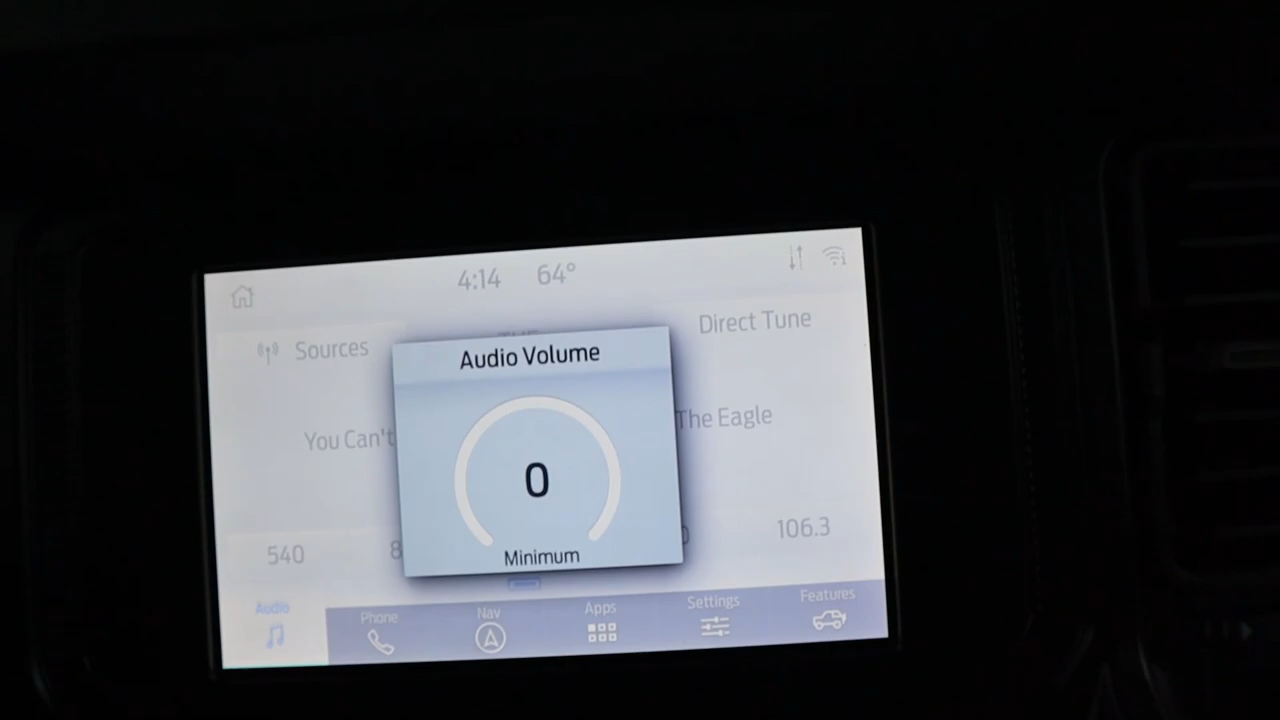 4:14 64°
Sources
Direct Tune
Audio Volume
You Can't
The Eagle
0
540
8
106.3
Minimum
Audio
Phone
Nav
Apps
Settings
Features